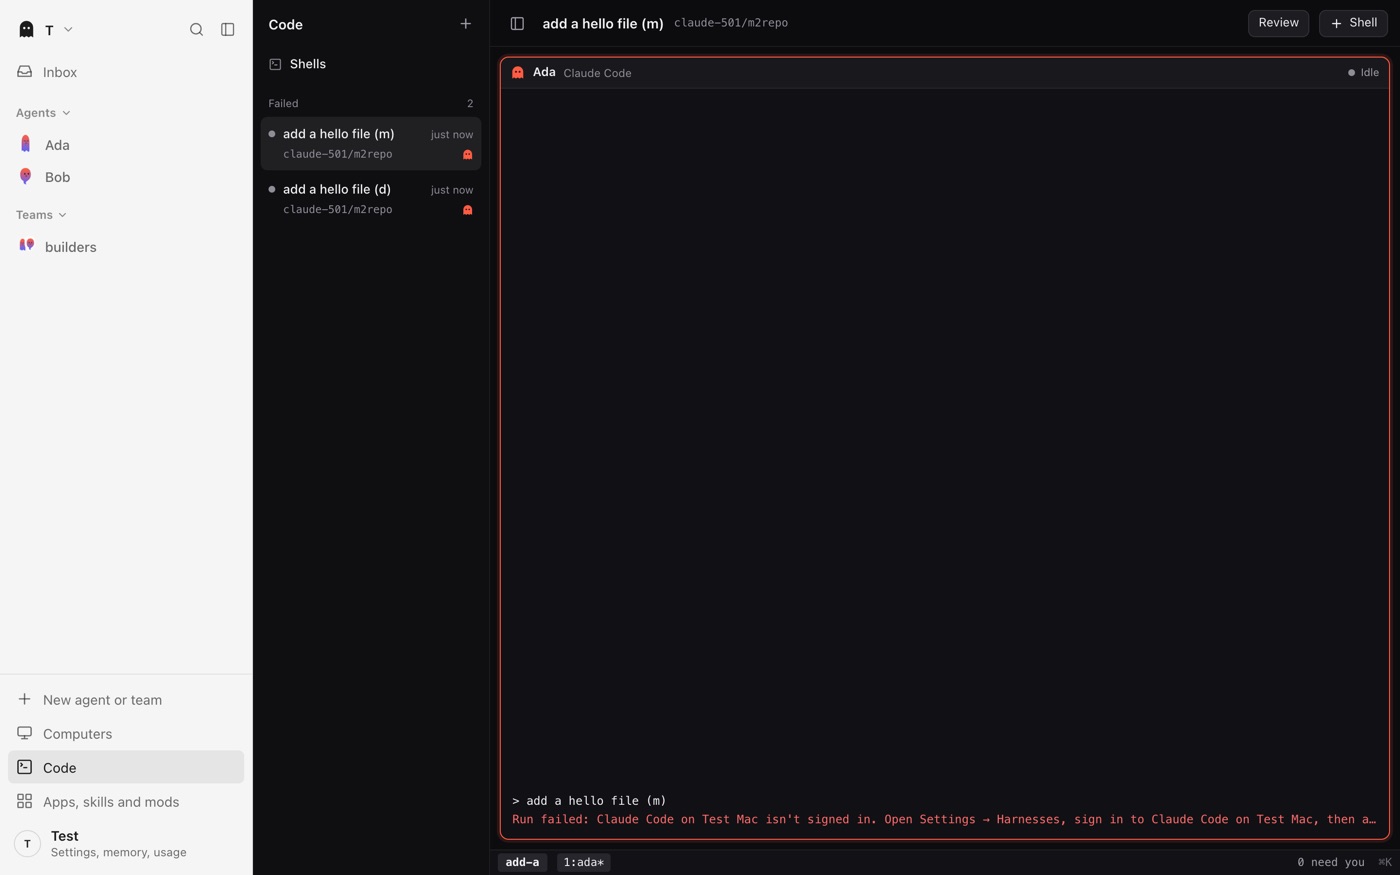 T
Inbox
Agents
Ada
Bob
Teams
builders
New agent or team
Computers
Code
Apps, skills and mods
T
Test
Settings, memory, usage
Code
Shells
Failed 2
add a hello file (m) just now
claude-501/m2repo
add a hello file (d) just now
claude-501/m2repo
add a hello file (m) claude-501/m2repo
Review
+ Shell
Ada Claude Code
Idle
> add a hello file (m)
Run failed: Claude Code on Test Mac isn't signed in. Open Settings → Harnesses, sign in to Claude Code on Test Mac, then a…
add-a 1:ada*
0 need you ⌘K